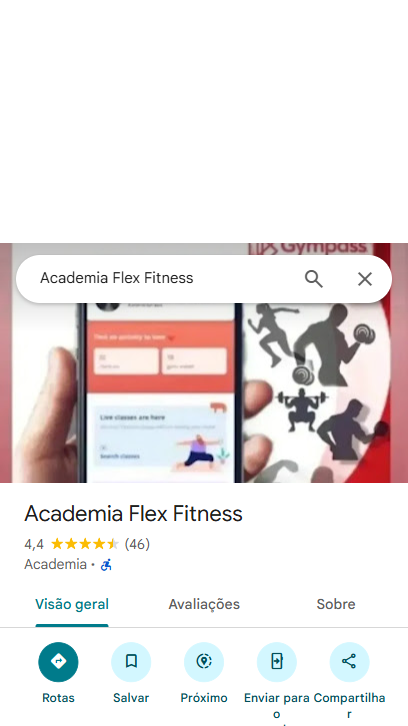 Gympass
Academia Flex Fitness
Find an activity to love
Live classes are here
Search classes
Academia Flex Fitness
4,4 (46)
Academia ·
Visão geral Avaliações Sobre
Rotas Salvar Próximo Enviar para o Compartilhar